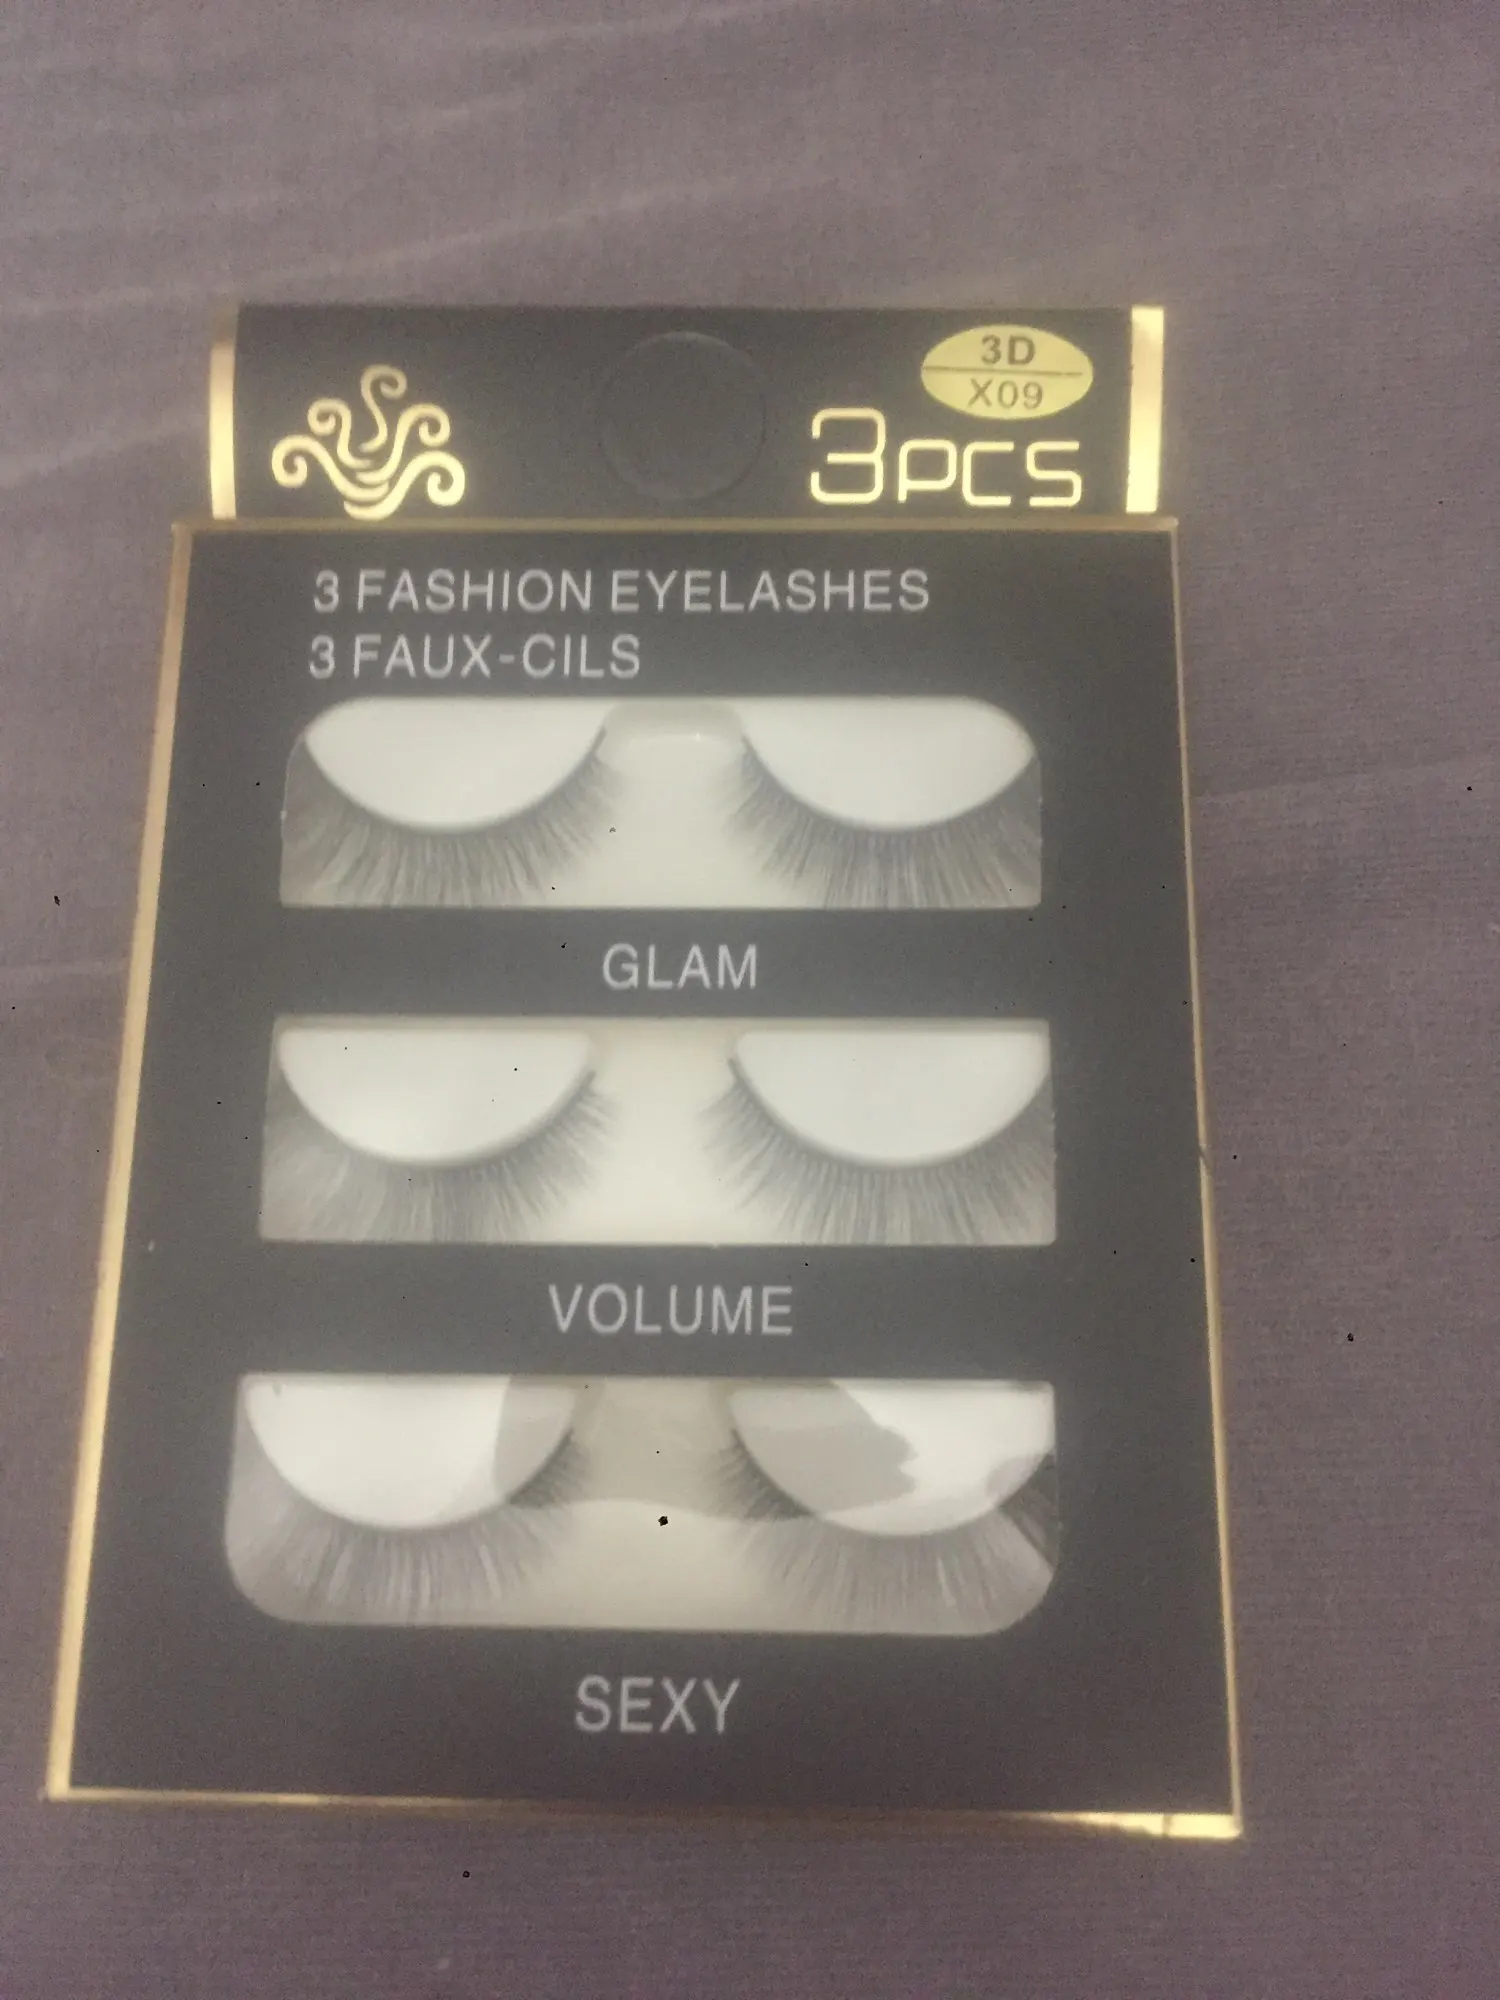 3D
X09
3PCS
3 FASHION EYELASHES
3 FAUX-CILS
GLAM
VOLUME
SEXY